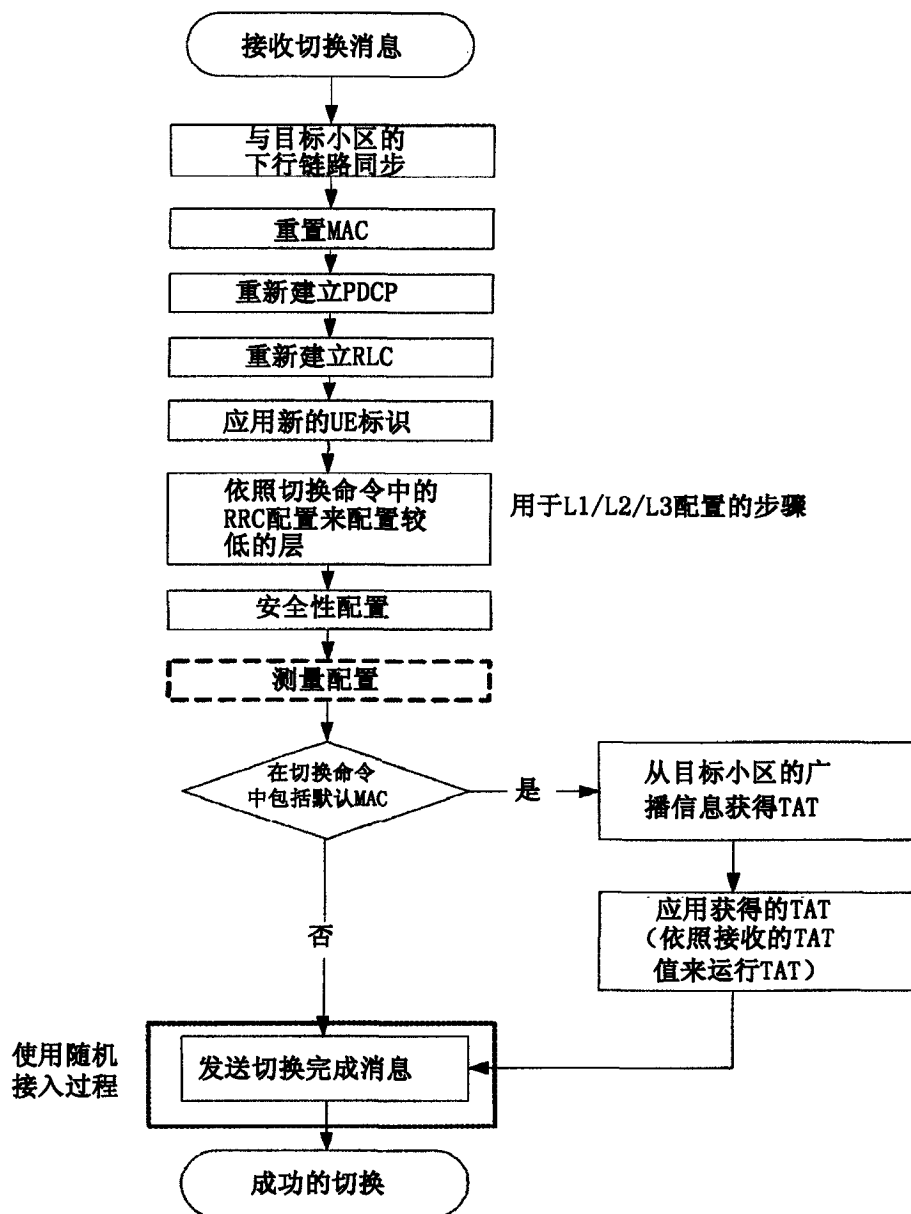 接收切换消息
与目标小区的
下行链路同步
重置MAC
重新建立PDCP
重新建立RLC
应用新的UE标识
依照切换命令中的
RRC配置来配置较
低的层
用于L1/L2/L3配置的步骤
安全性配置
测量配置
在切换命令
中包括默认MAC
是
从目标小区的广
播信息获得TAT
应用获得的TAT
（依照接收的TAT
值来运行TAT）
否
使用随机
接入过程
发送切换完成消息
成功的切换